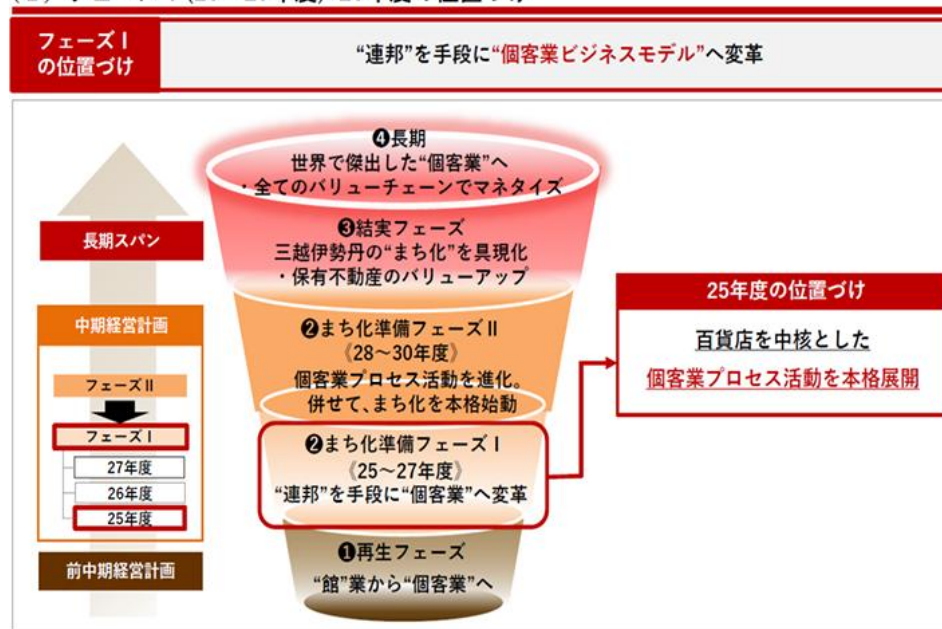 フェーズⅠ
の位置づけ
“連邦”を手段に“個客業ビジネスモデル”へ変革
❹長期
世界で傑出した“個客業”へ
・全てのバリューチェーンでマネタイズ
❸結実フェーズ
三越伊勢丹の“まち化”を具現化
・保有不動産のバリューアップ
❷まち化準備フェーズⅡ
《28～30年度》
個客業プロセス活動を進化。
併せて、まち化を本格始動
❷まち化準備フェーズⅠ
《25～27年度》
“連邦”を手段に“個客業”へ変革
❶再生フェーズ
“館”業から“個客業”へ
長期スパン
中期経営計画
フェーズⅡ
フェーズⅠ
27年度
26年度
25年度
前中期経営計画
25年度の位置づけ
百貨店を中核とした
個客業プロセス活動を本格展開